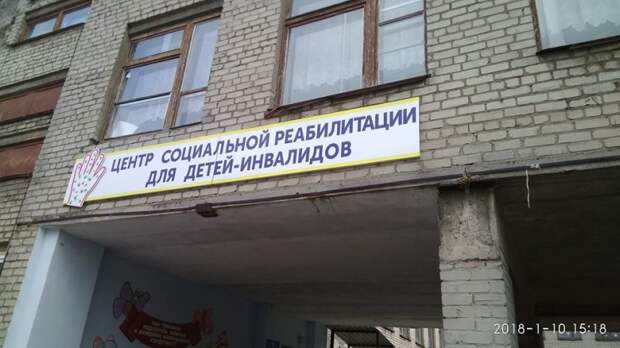 ЦЕНТР СОЦИАЛЬНОЙ РЕАБИЛИТАЦИИ
ДЛЯ ДЕТЕЙ-ИНВАЛИДОВ
2018-1-10 15:18